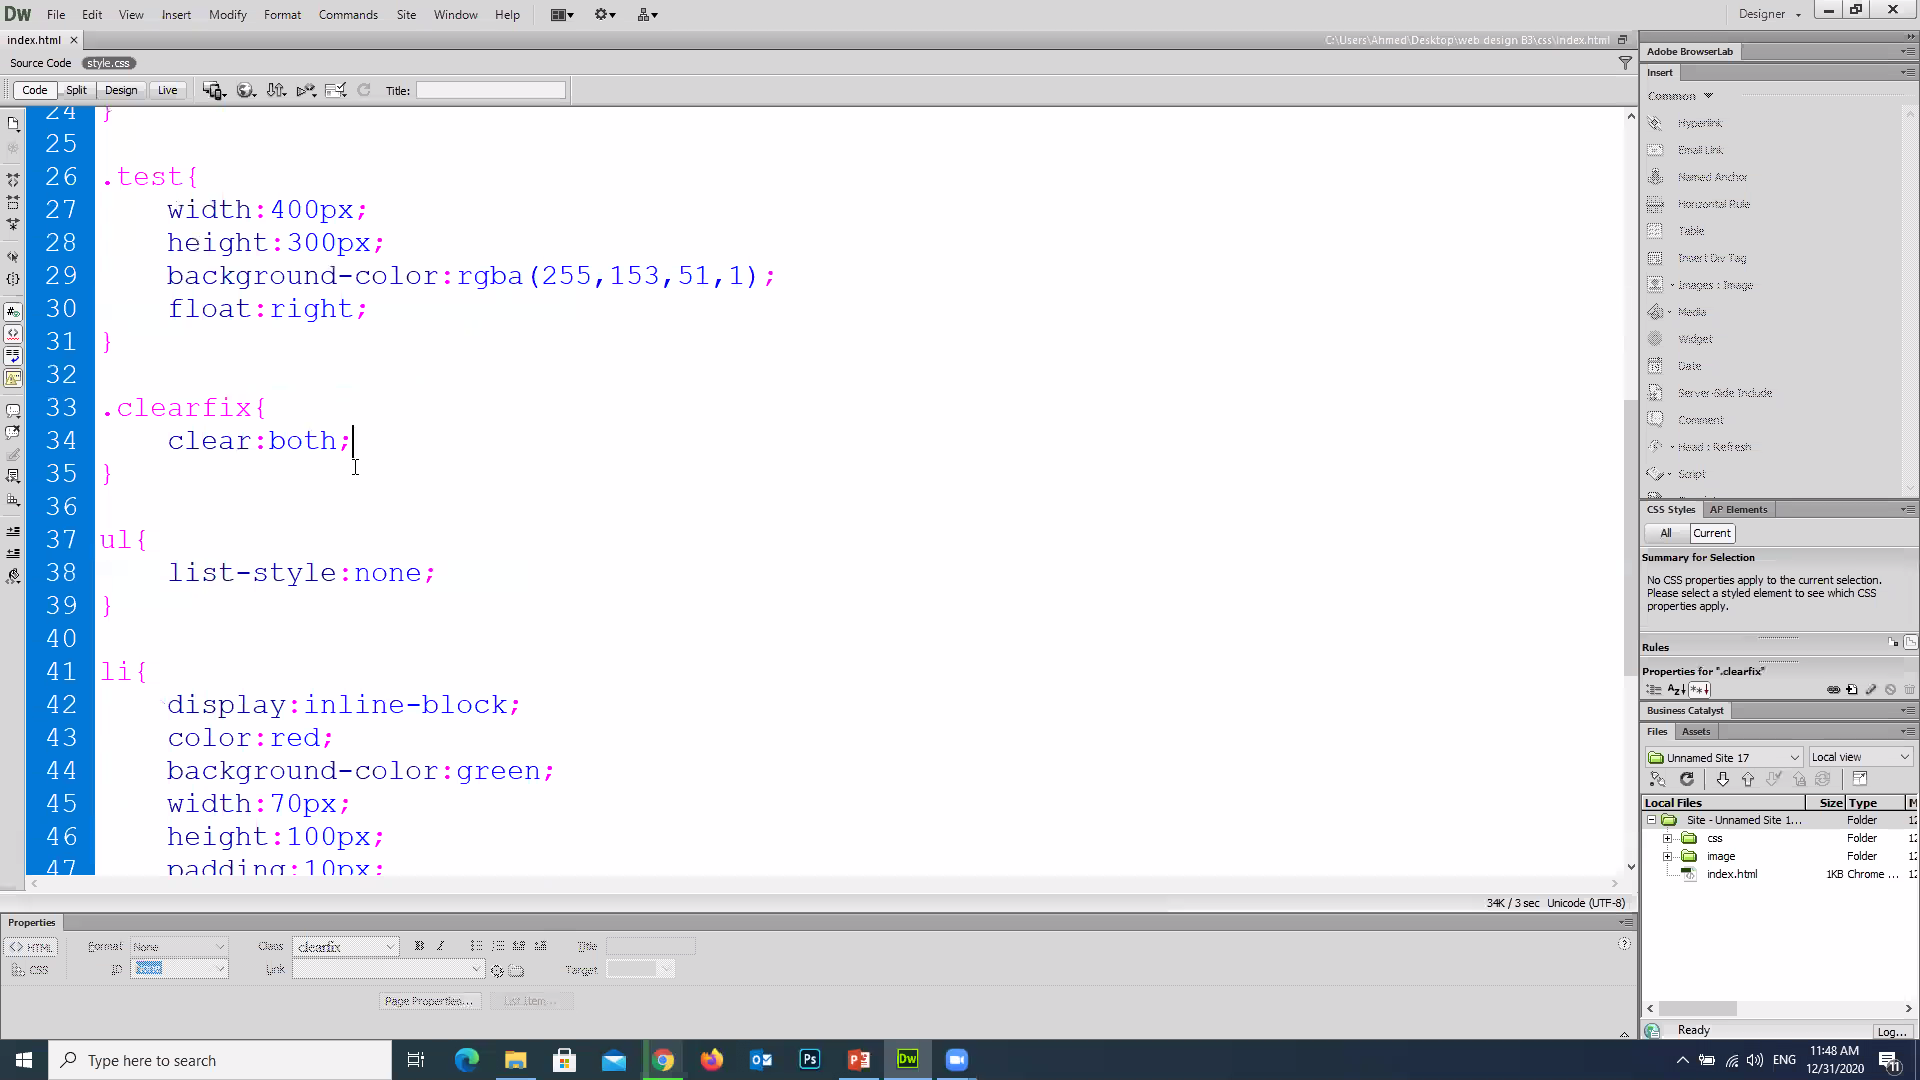 Dw File Edit View Insert Modify Format Commands Site Window Help Designer
index.html C:\Users\Ahmed\Desktop\web design B3\css\index.html
Source Code style.css
Code Split Design Live Title:
24 }
25
26 .test{
27 width:400px;
28 height:300px;
29 background-color:rgba(255,153,51,1);
30 float:right;
31 }
32
33 .clearfix{
34 clear:both;
35 }
36
37 ul{
38 list-style:none;
39 }
40
41 li{
42 display:inline-block;
43 color:red;
44 background-color:green;
45 width:70px;
46 height:100px;
47 padding:10px;
34K / 3 sec Unicode (UTF-8)
Adobe BrowserLab
Insert
Common
Hyperlink
Email Link
Named Anchor
Horizontal Rule
Table
Insert Div Tag
Images : Image
Media
Widget
Date
Server-Side Include
Comment
Head : Refresh
Script
CSS Styles AP Elements
All Current
Summary for Selection
No CSS properties apply to the current selection.
Please select a styled element to see which CSS
properties apply.
Rules
Properties for ".clearfix"
Business Catalyst
Files Assets
Unnamed Site 17 Local view
Local Files Size Type M
Site - Unnamed Site 1... Folder 12
css Folder 12
image Folder 12
index.html 1KB Chrome ... 12
Ready Log...
Properties
<> HTML Format None Class clearfix B I Title
CSS ID Link Target
Page Properties... List Item...
Type here to search
Ps Dw
ENG
11:48 AM
12/31/2020
11